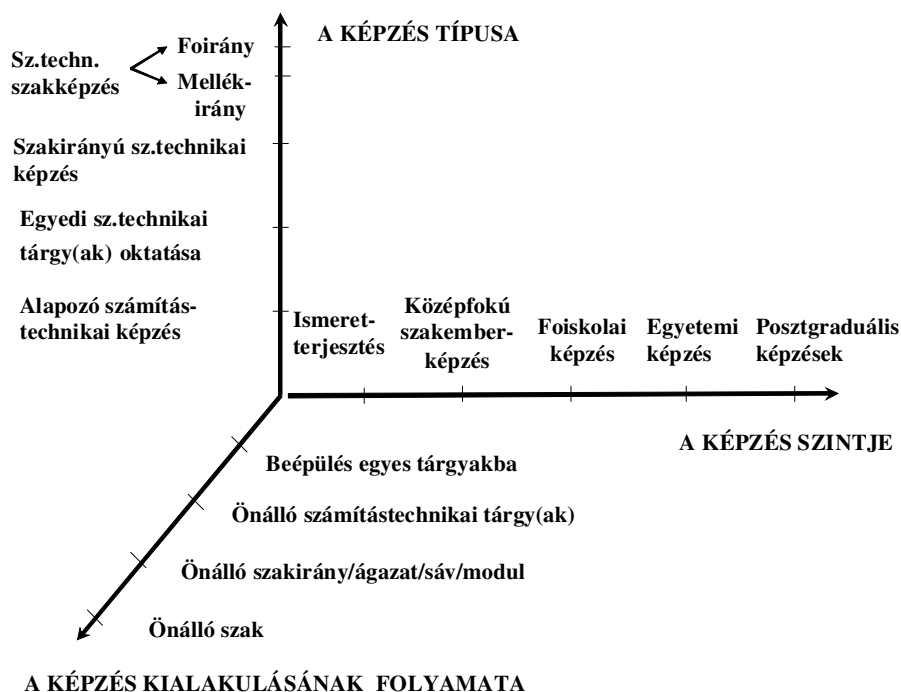 A KÉPZÉS TÍPUSA
Foirány
Sz.techn.
szakképzés
Mellék-
irány
Szakirányú sz.technikai
képzés
Egyedi sz.technikai
tárgy(ak) oktatása
Alapozó számítás-
technikai képzés
Ismeret-
terjesztés
Középfokú
szakember-
képzés
Foiskolai
képzés
Egyetemi
képzés
Posztgraduális
képzések
A KÉPZÉS SZINTJE
Beépülés egyes tárgyakba
Önálló számítástechnikai tárgy(ak)
Önálló szakirány/ágazat/sáv/modul
Önálló szak
A KÉPZÉS KIALAKULÁSÁNAK FOLYAMATA